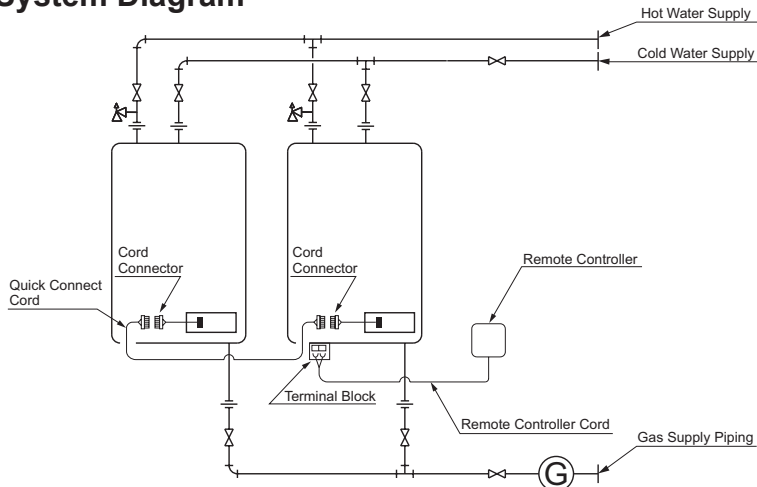 System Diagram
Hot Water Supply
Cold Water Supply
Cord
Connector
Cord
Connector
Remote Controller
Quick Connect
Cord
Terminal Block
Remote Controller Cord
Gas Supply Piping
G